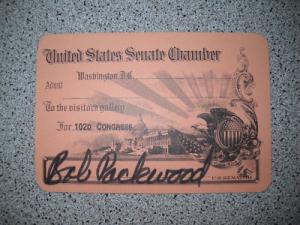 United States Senate Chamber
Washington, D.C.
Admit
To the visitors gallery
For 102D CONGRESS
Bob Packwood